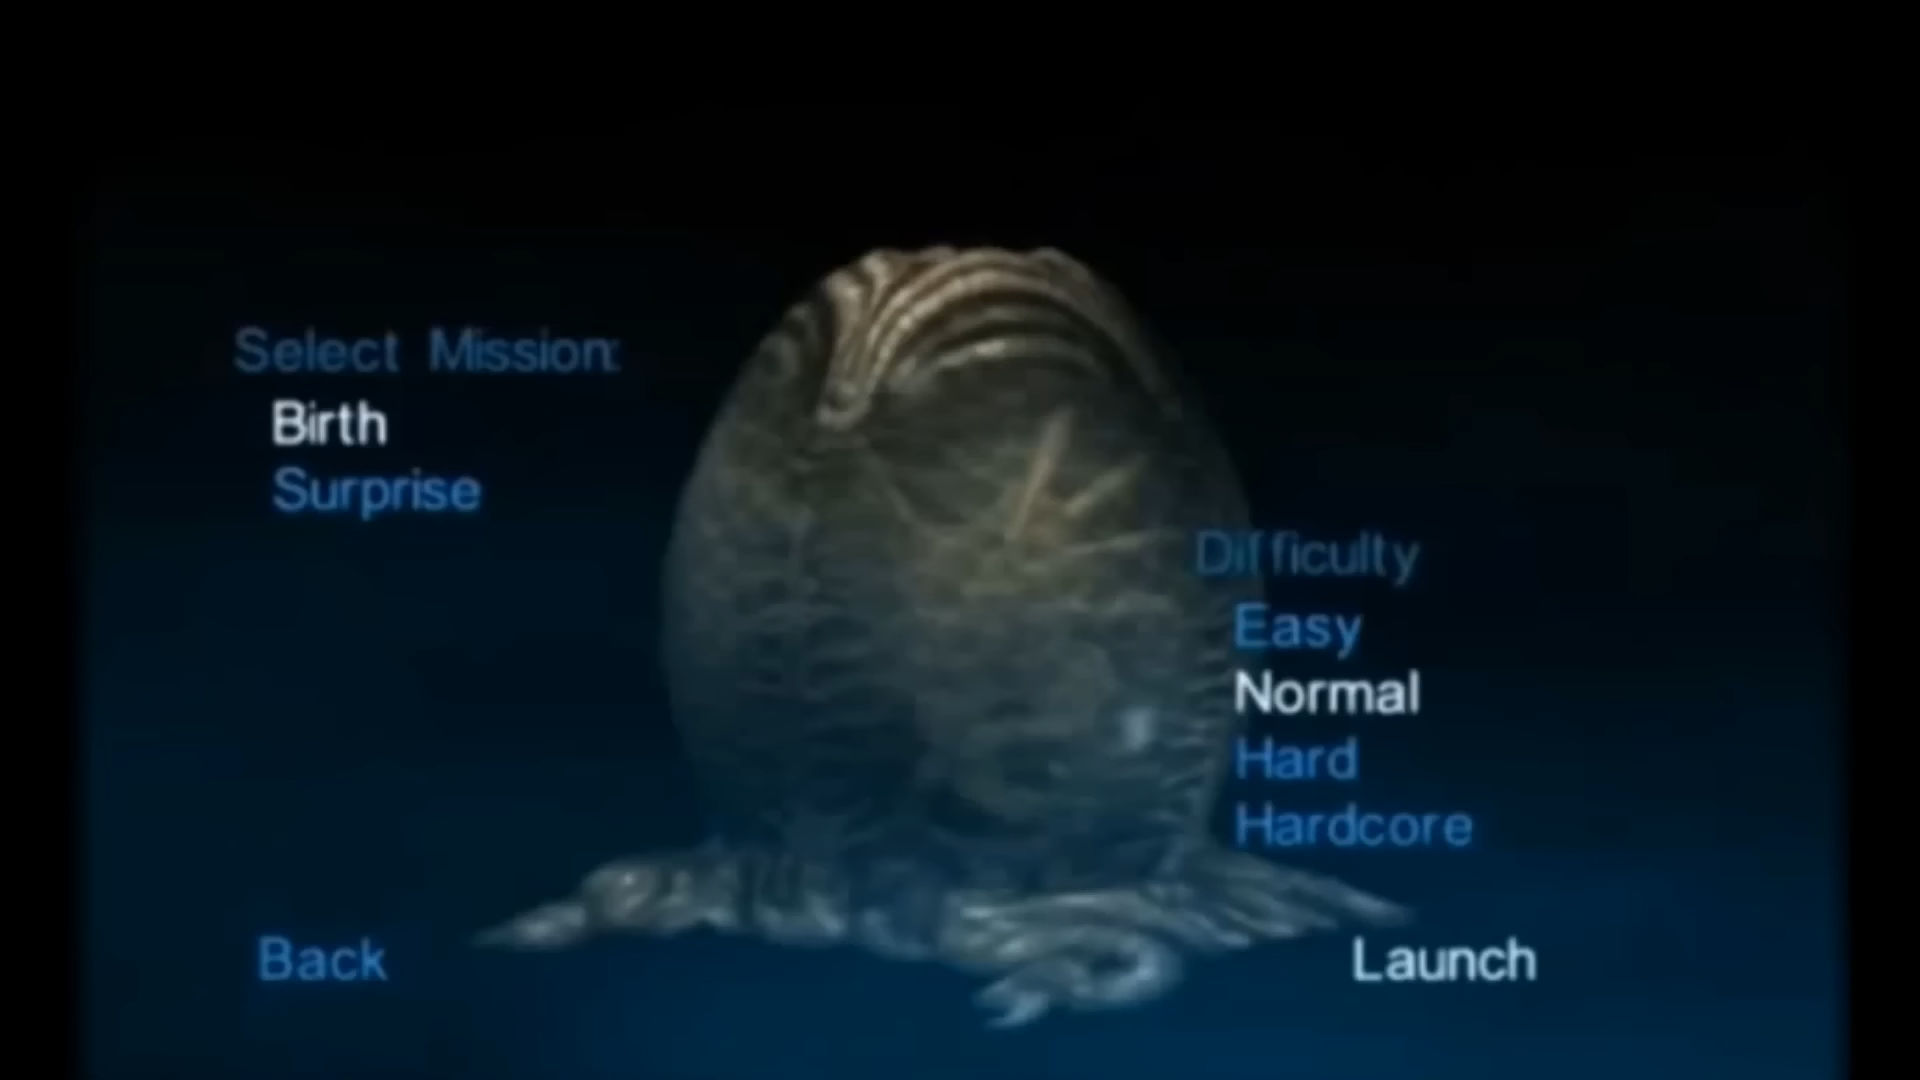 Select Mission:
Birth
Surprise
Difficulty
Easy
Normal
Hard
Hardcore
Back
Launch